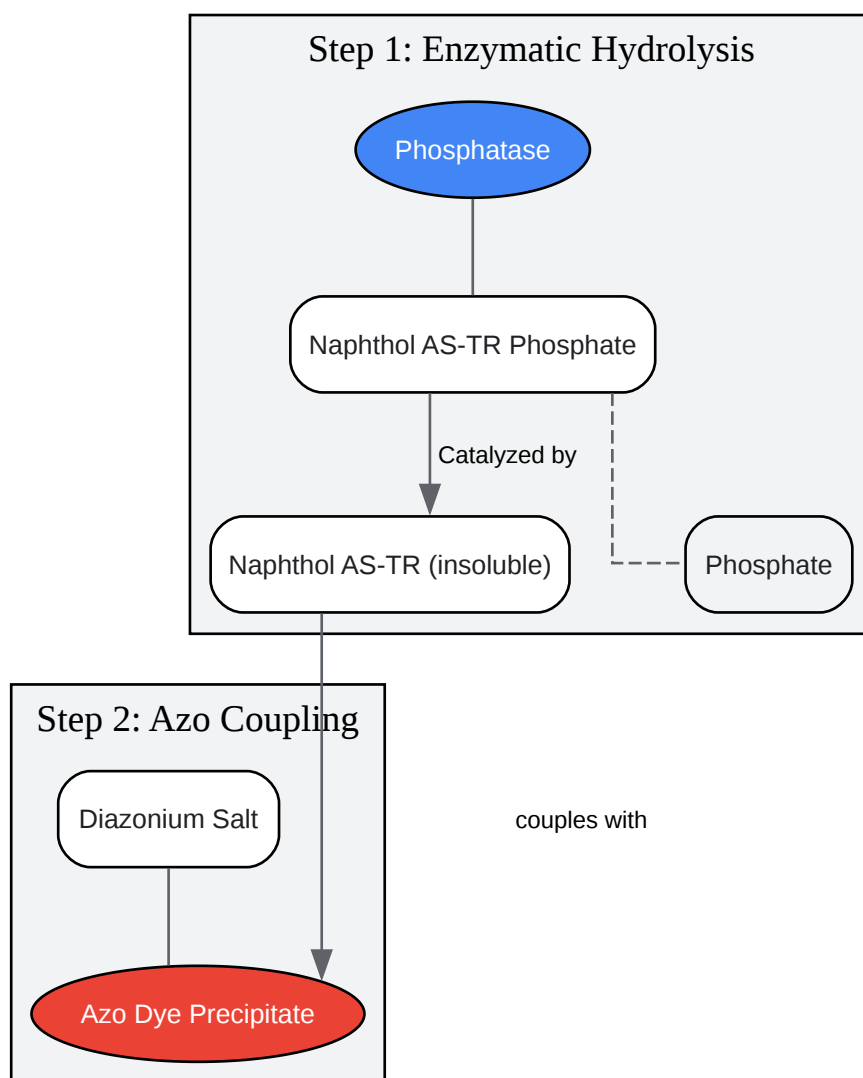 Step 1: Enzymatic Hydrolysis
Phosphatase
Naphthol AS-TR Phosphate
Catalyzed by
Naphthol AS-TR (insoluble)
Phosphate
Step 2: Azo Coupling
Diazonium Salt
couples with
Azo Dye Precipitate